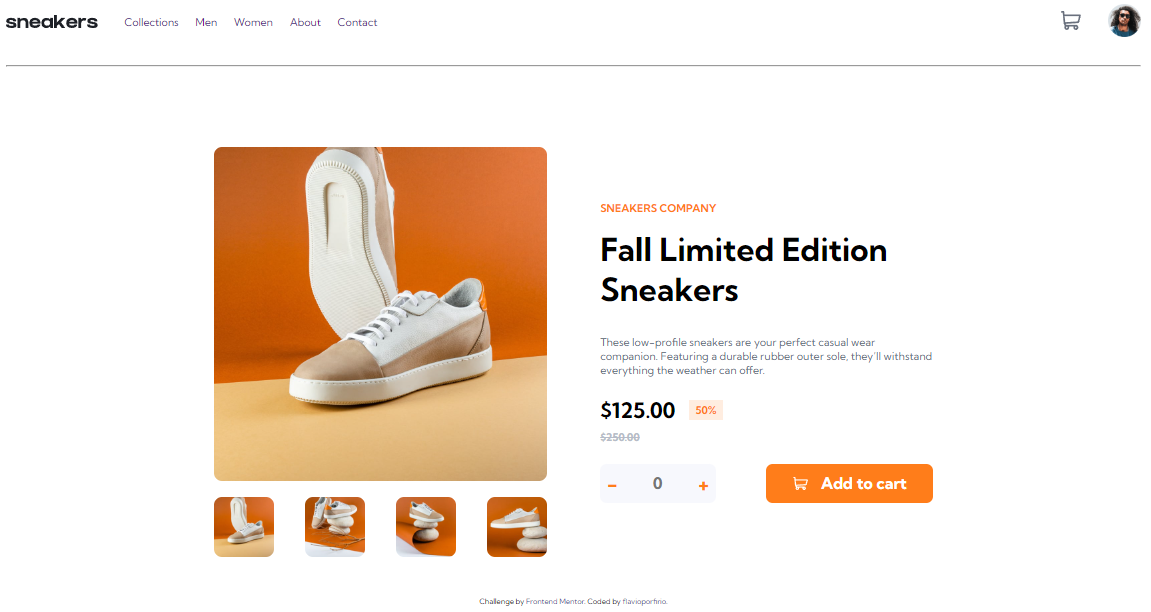 sneakers
Collections Men Women About Contact
SNEAKERS COMPANY
Fall Limited Edition
Sneakers
These low-profile sneakers are your perfect casual wear
companion. Featuring a durable rubber outer sole, they'll withstand
everything the weather can offer.
$125.00 50%
$250.00
− 0 +
Add to cart
Challenge by Frontend Mentor. Coded by flavioporfirio.